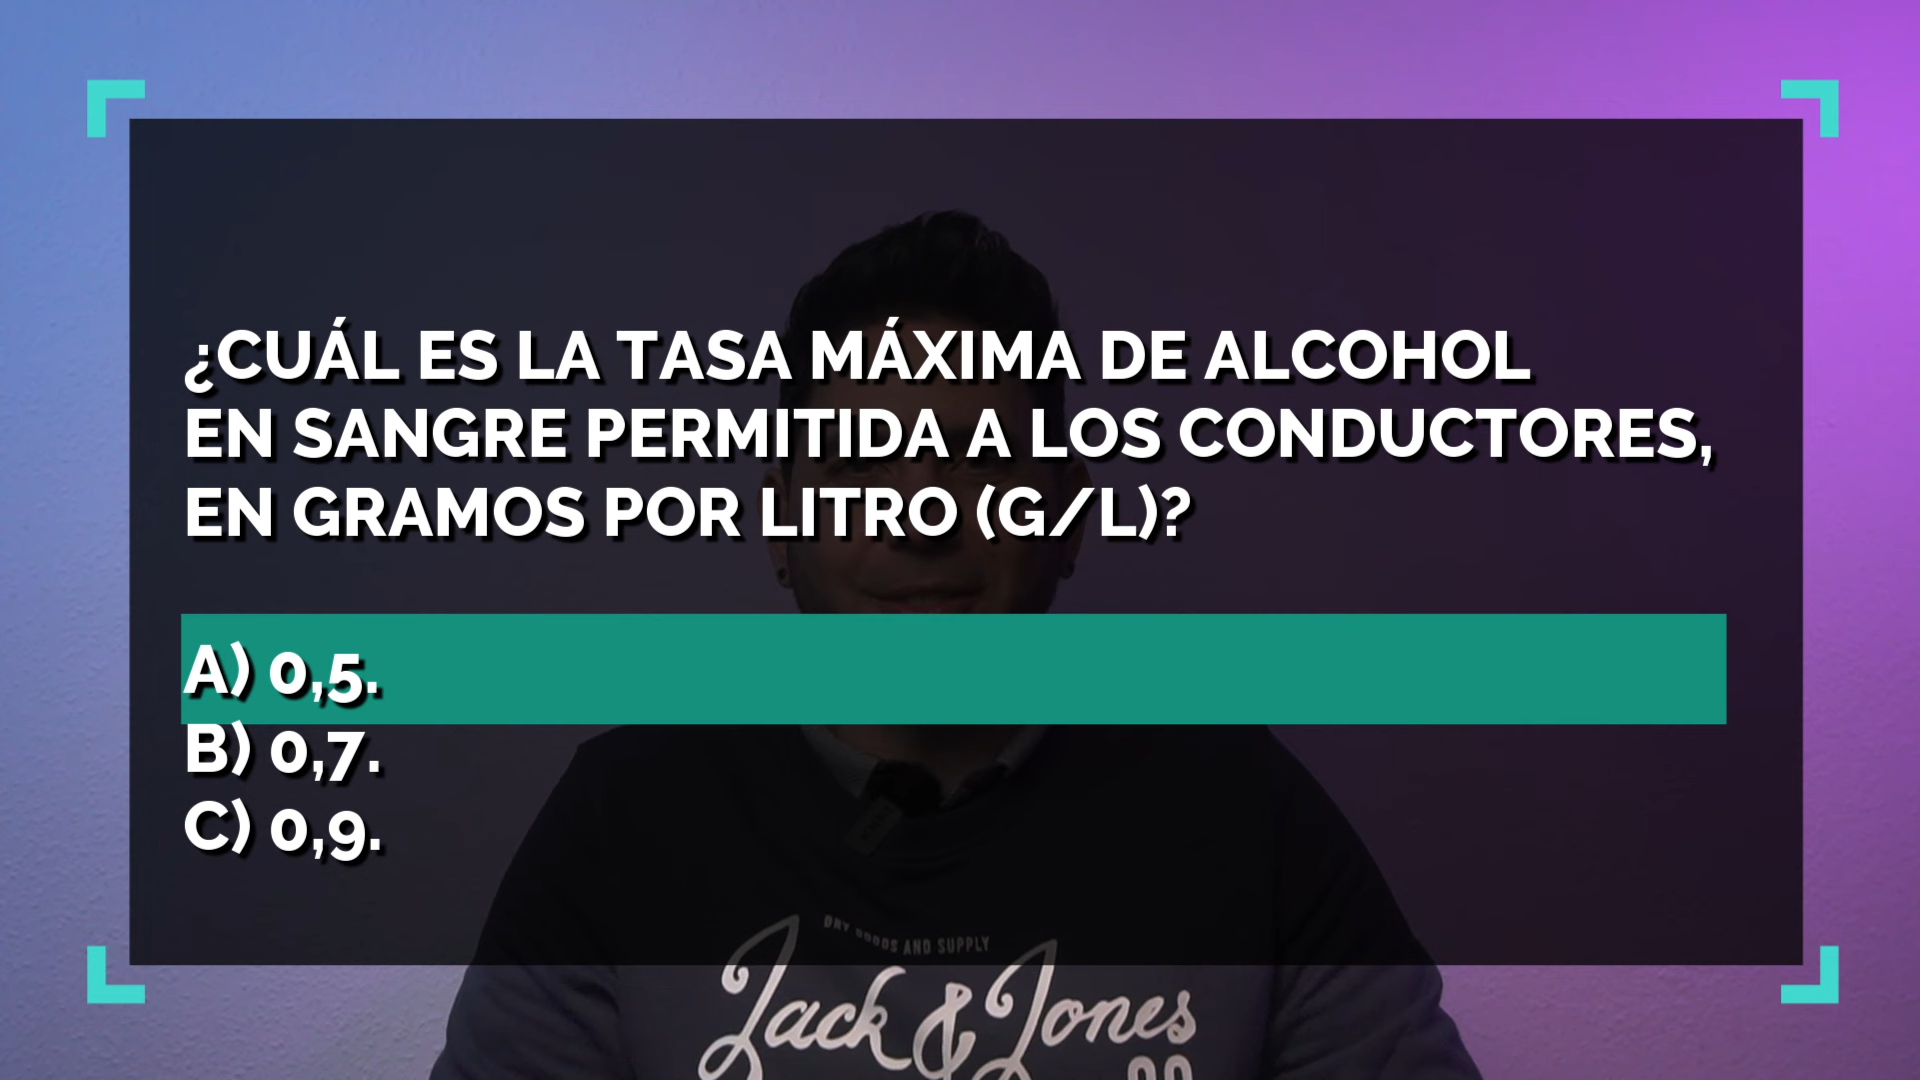 ¿CUÁL ES LA TASA MÁXIMA DE ALCOHOL
EN SANGRE PERMITIDA A LOS CONDUCTORES,
EN GRAMOS POR LITRO (G/L)?
A) 0,5.
B) 0,7.
C) 0,9.
DRY GOODS AND SUPPLY
Jack & Jones